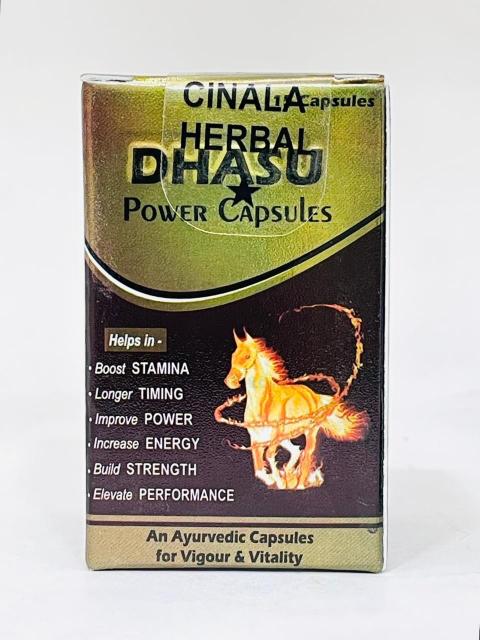 CINALA
Capsules
HERBAL
DHASU
POWER CAPSULES
Helps in -
• Boost STAMINA
• Longer TIMING
• Improve POWER
• Increase ENERGY
• Build STRENGTH
• Elevate PERFORMANCE
An Ayurvedic Capsules
for Vigour & Vitality